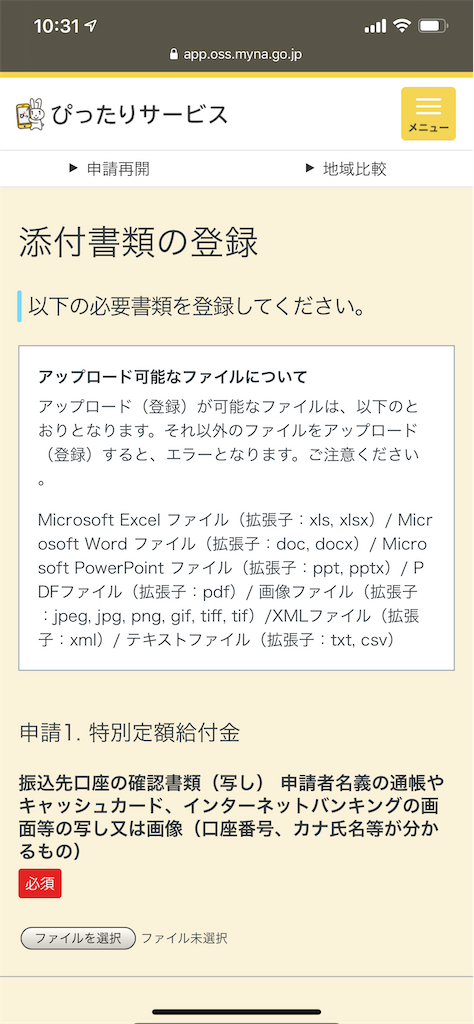 10:31
app.oss.myna.go.jp
ぴったりサービス
メニュー
▶ 申請再開
▶ 地域比較
添付書類の登録
以下の必要書類を登録してください。
アップロード可能なファイルについて
アップロード（登録）が可能なファイルは、以下のと
おりとなります。それ以外のファイルをアップロード
（登録）すると、エラーとなります。ご注意ください
。
Microsoft Excel ファイル（拡張子：xls, xlsx）/ Micr
osoft Word ファイル（拡張子：doc, docx）/ Micro
soft PowerPoint ファイル（拡張子：ppt, pptx）/ P
DFファイル（拡張子：pdf）/ 画像ファイル（拡張子
：jpeg, jpg, png, gif, tiff, tif）/XMLファイル（拡張
子：xml）/ テキストファイル（拡張子：txt, csv）
申請1. 特別定額給付金
振込先口座の確認書類（写し） 申請者名義の通帳や
キャッシュカード、インターネットバンキングの画
面等の写し又は画像（口座番号、カナ氏名等が分か
るもの）
必須
ファイルを選択 ファイル未選択